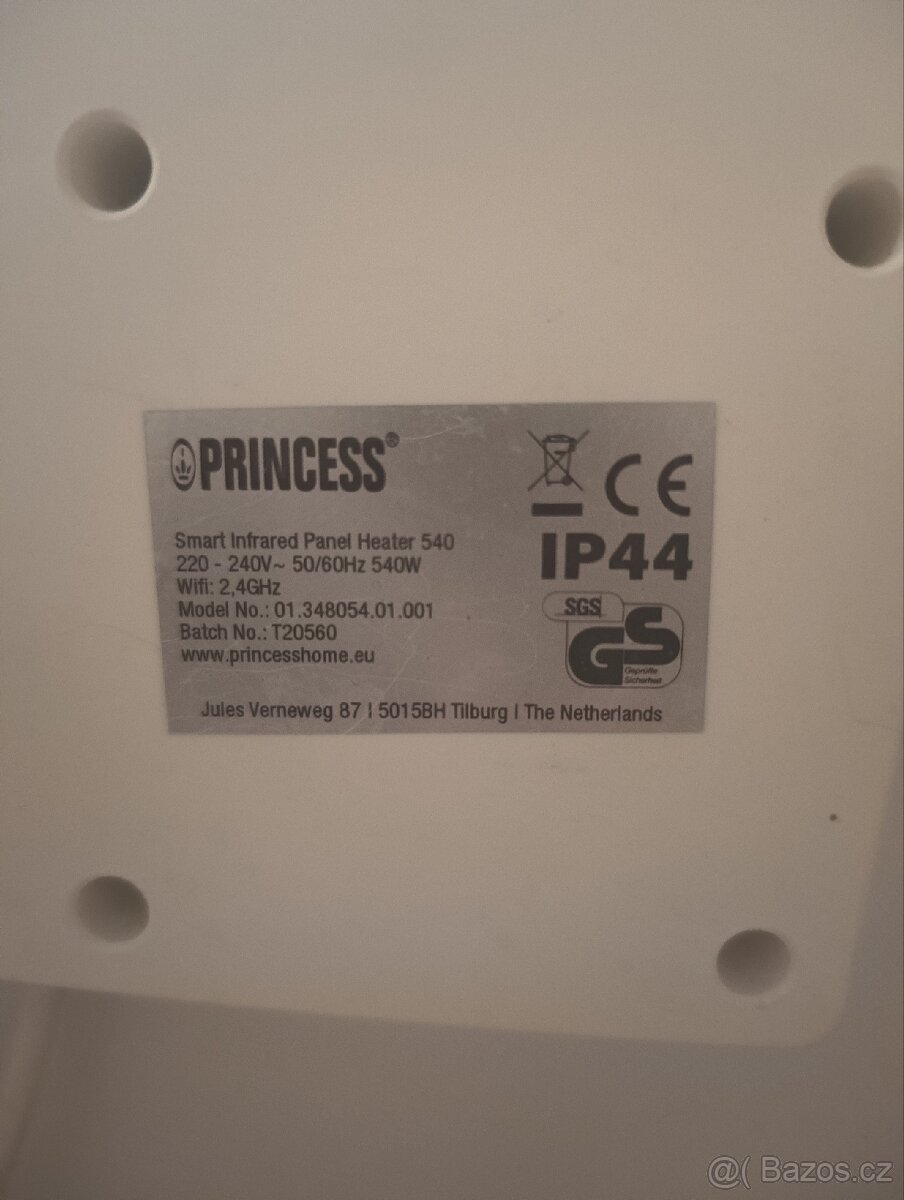 PRINCESS®
Smart Infrared Panel Heater 540
220 - 240V~ 50/60Hz 540W
Wifi: 2,4GHz
Model No.: 01.348054.01.001
Batch No.: T20560
www.princesshome.eu
CE
IP44
SGS
GS
Geprüfte
Sicherheit
Jules Verneweg 87 | 5015BH Tilburg | The Netherlands
@( Bazos.cz